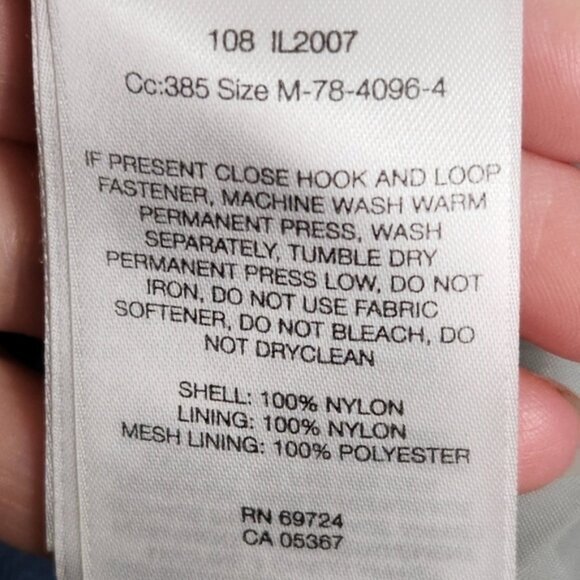 108 IL2007
Cc:385 Size M-78-4096-4
IF PRESENT CLOSE HOOK AND LOOP
FASTENER, MACHINE WASH WARM
PERMANENT PRESS, WASH
SEPARATELY, TUMBLE DRY
PERMANENT PRESS LOW, DO NOT
IRON, DO NOT USE FABRIC
SOFTENER, DO NOT BLEACH, DO
NOT DRYCLEAN
SHELL: 100% NYLON
LINING: 100% NYLON
MESH LINING: 100% POLYESTER
RN 69724
CA 05367